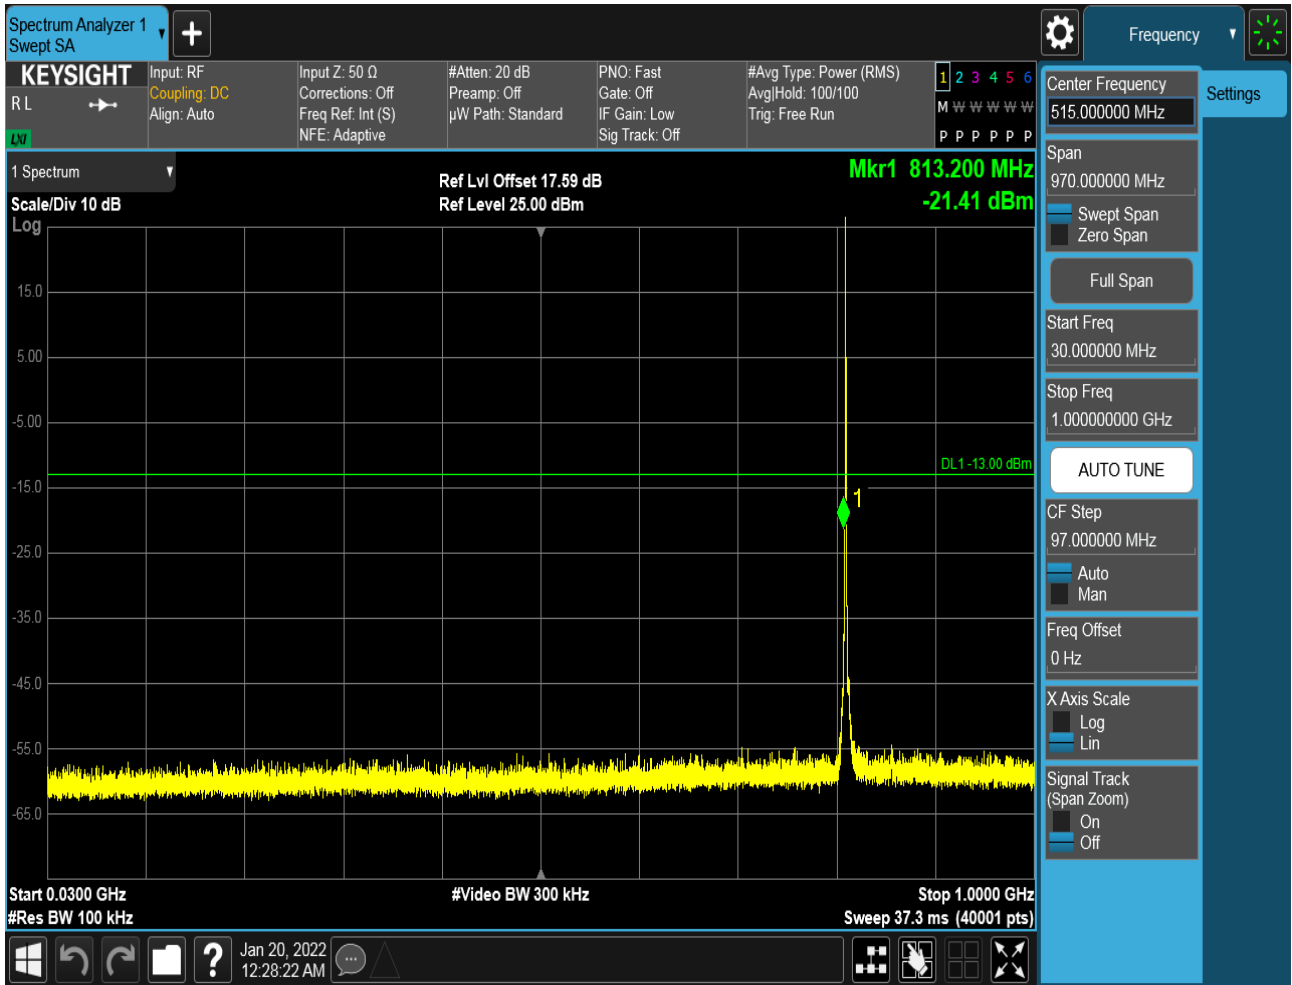 Spectrum Analyzer 1
Swept SA
Frequency
KEYSIGHT
R L
LXI
Input: RF
Coupling: DC
Align: Auto
Input Z: 50 Ω
Corrections: Off
Freq Ref: Int (S)
NFE: Adaptive
#Atten: 20 dB
Preamp: Off
µW Path: Standard
PNO: Fast
Gate: Off
IF Gain: Low
Sig Track: Off
#Avg Type: Power (RMS)
Avg|Hold: 100/100
Trig: Free Run
1 2 3 4 5 6
M W W W W W
P P P P P P
1 Spectrum
Scale/Div 10 dB
Log
Ref Lvl Offset 17.59 dB
Ref Level 25.00 dBm
Mkr1 813.200 MHz
-21.41 dBm
15.0
5.00
-5.00
-15.0
-25.0
-35.0
-45.0
-55.0
-65.0
DL1 -13.00 dBm
1
Start 0.0300 GHz
#Res BW 100 kHz
#Video BW 300 kHz
Stop 1.0000 GHz
Sweep 37.3 ms (40001 pts)
Jan 20, 2022
12:28:22 AM
Center Frequency
515.000000 MHz
Settings
Span
970.000000 MHz
Swept Span
Zero Span
Full Span
Start Freq
30.000000 MHz
Stop Freq
1.000000000 GHz
AUTO TUNE
CF Step
97.000000 MHz
Auto
Man
Freq Offset
0 Hz
X Axis Scale
Log
Lin
Signal Track
(Span Zoom)
On
Off